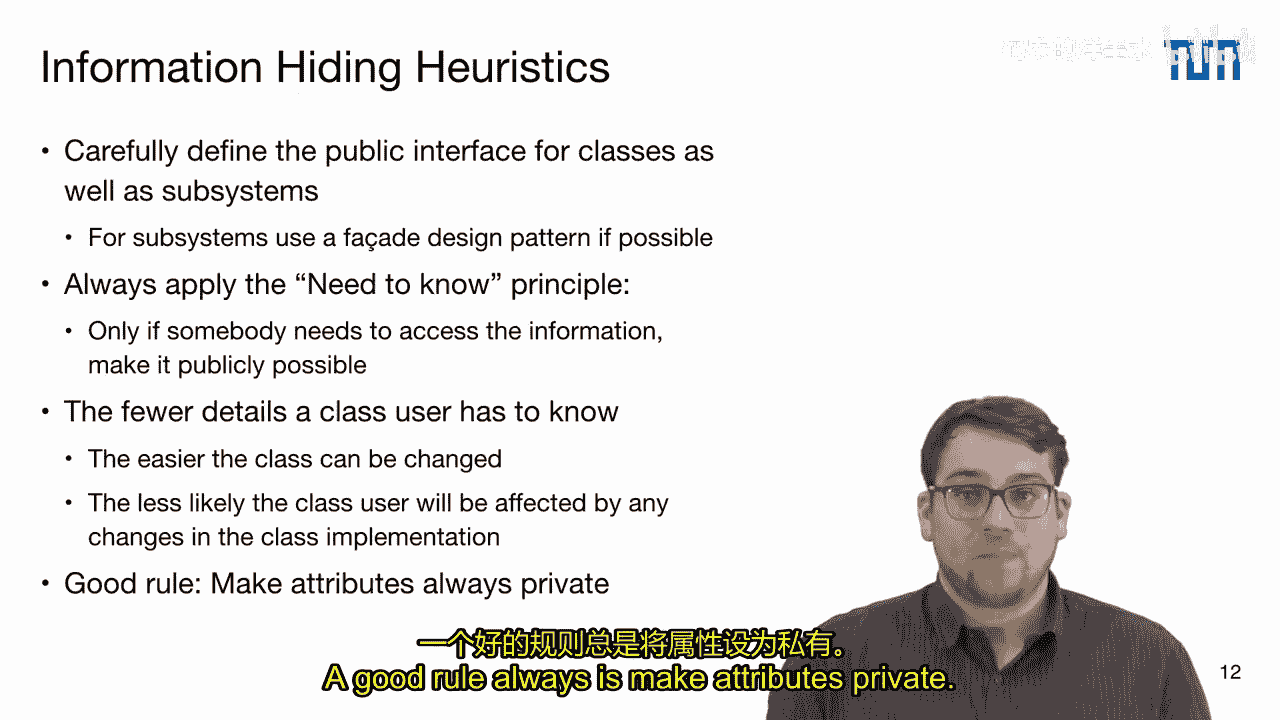 Information Hiding Heuristics
• Carefully define the public interface for classes as
well as subsystems
• For subsystems use a façade design pattern if possible
• Always apply the “Need to know” principle:
• Only if somebody needs to access the information,
make it publicly possible
• The fewer details a class user has to know
• The easier the class can be changed
• The less likely the class user will be affected by any
changes in the class implementation
• Good rule: Make attributes always private
一个好的规则总是将属性设为私有。
A good rule always is make attributes private.
12